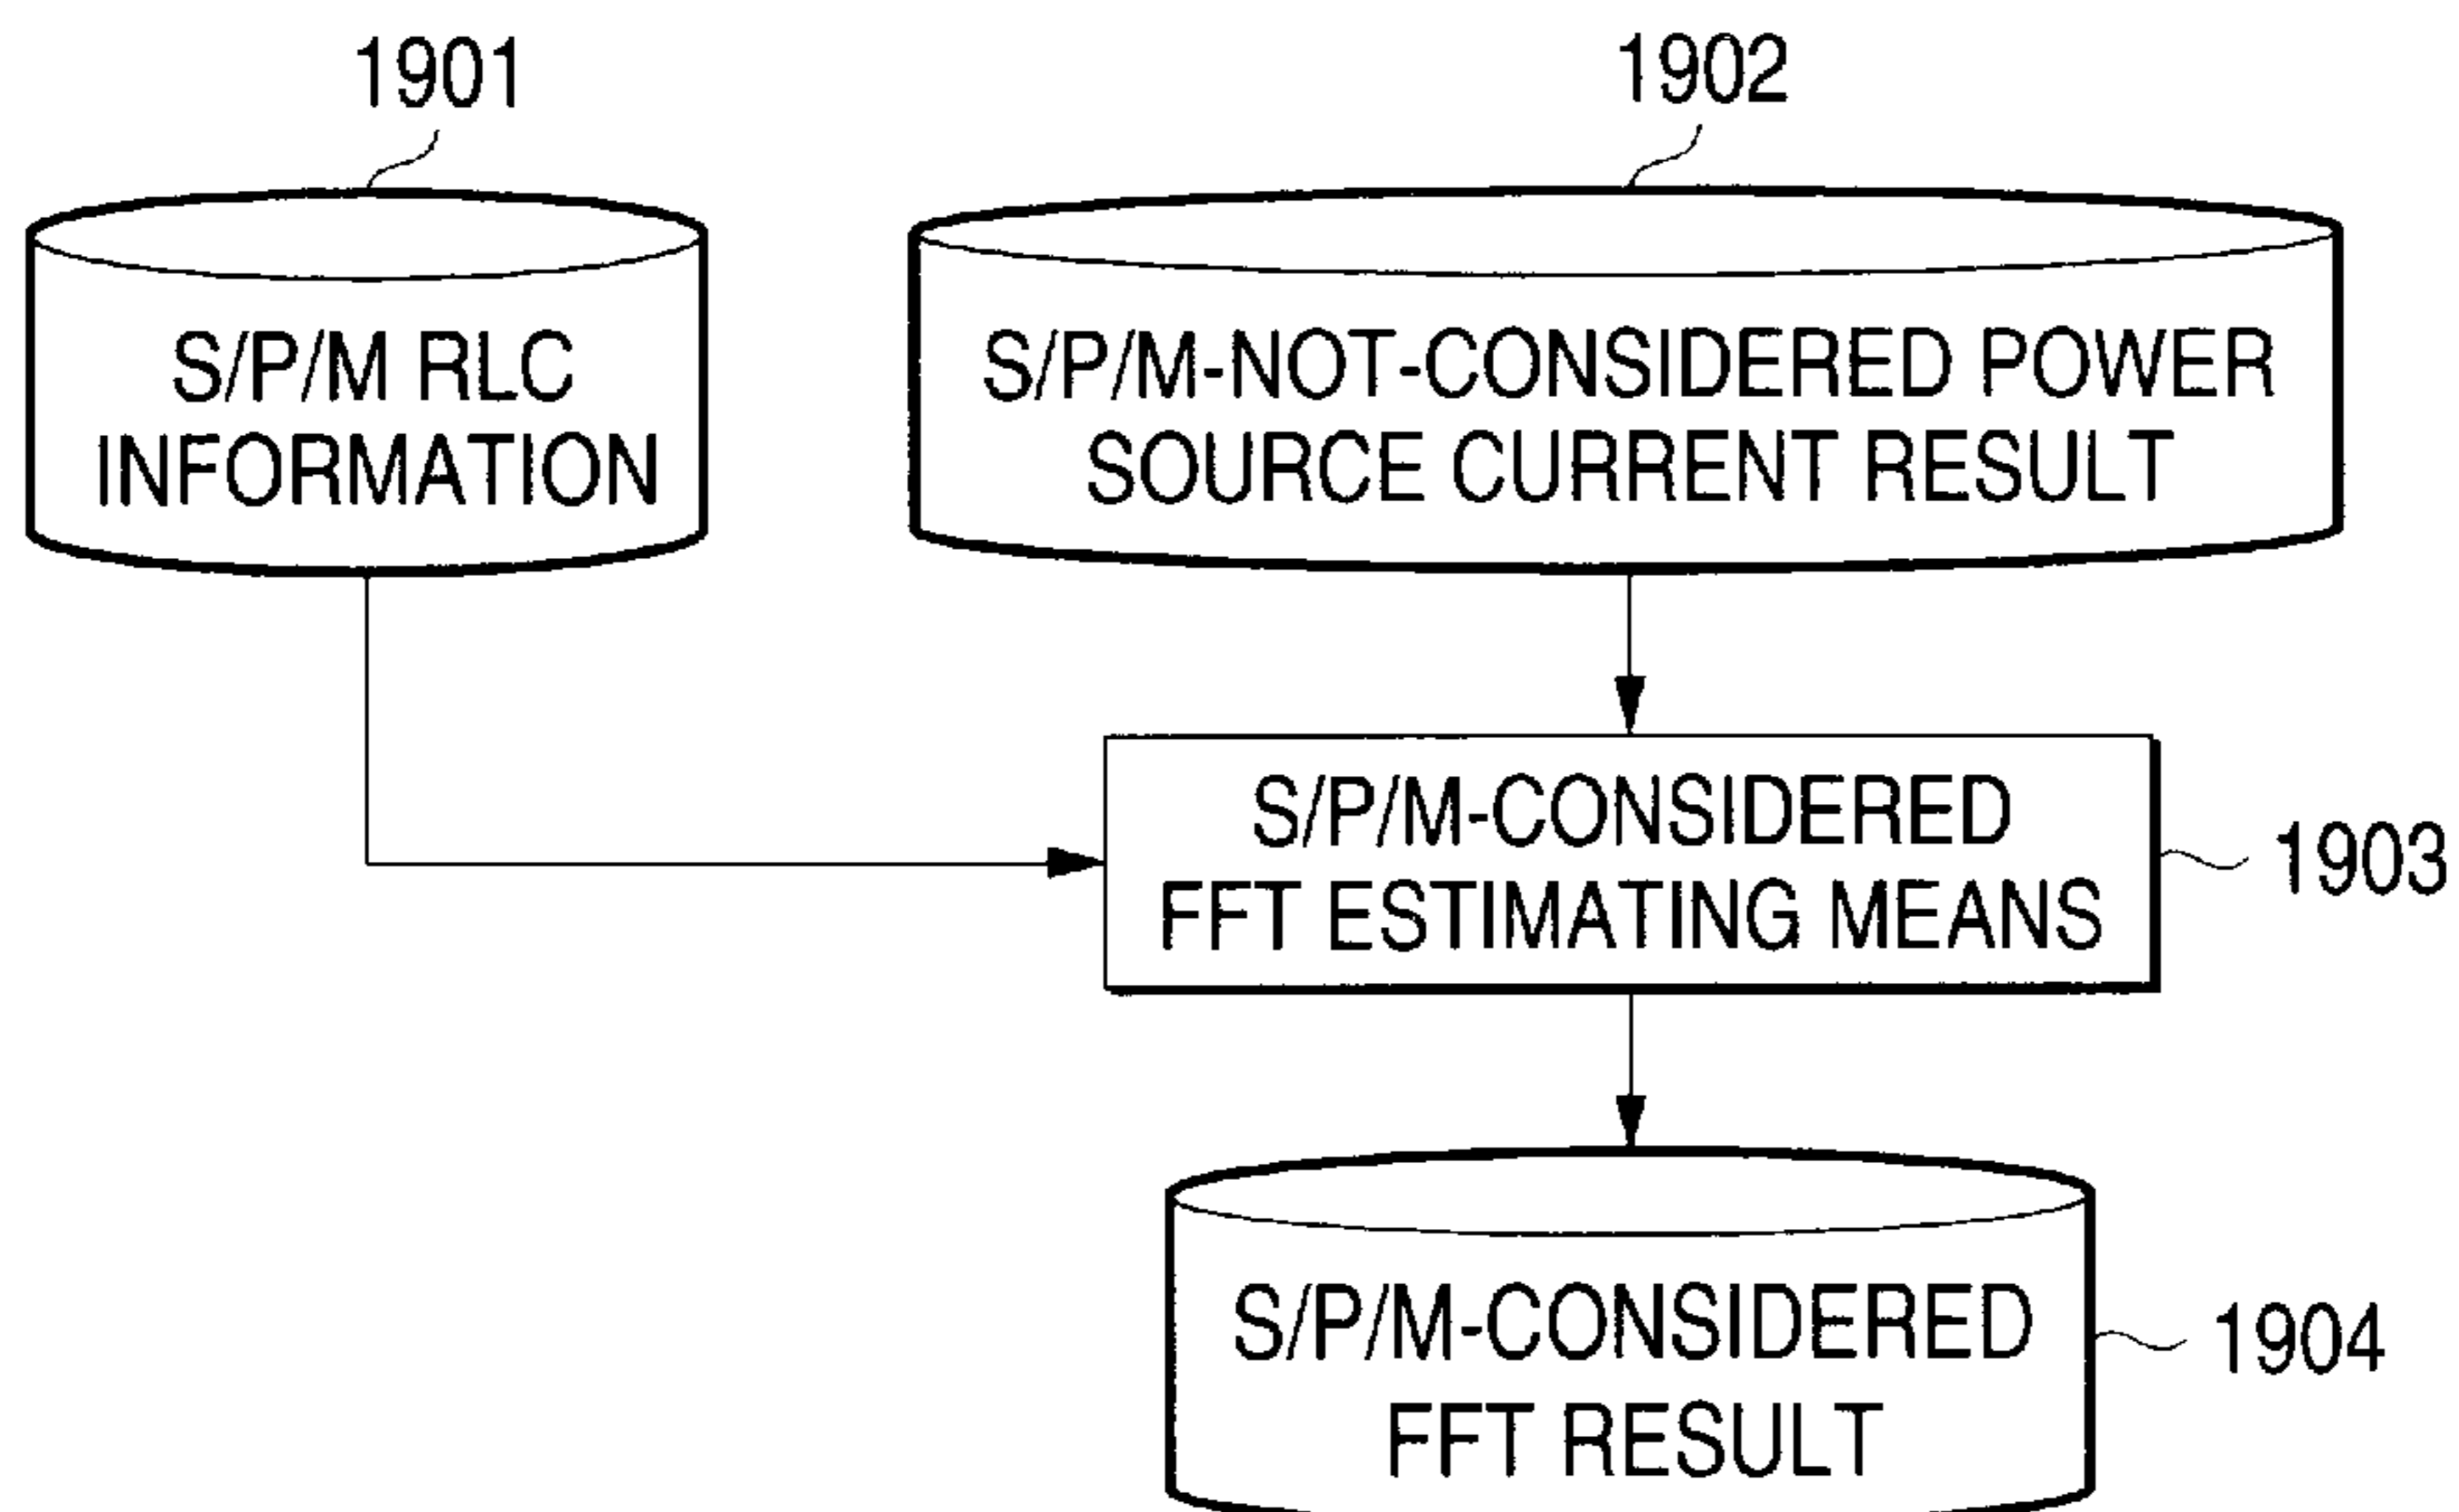 1901
1902
S/P/M RLC
INFORMATION
S/P/M-NOT-CONSIDERED POWER
SOURCE CURRENT RESULT
S/P/M-CONSIDERED
FFT ESTIMATING MEANS
1903
S/P/M-CONSIDERED
FFT RESULT
1904